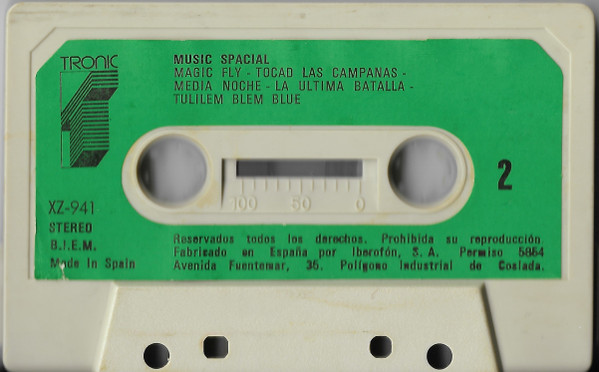 TRONIC
MUSIC SPACIAL
MAGIC FLY - TOCAD LAS CAMPANAS -
MEDIA NOCHE - LA ULTIMA BATALLA -
TULILEM BLEM BLUE
2
100 50 0
XZ-941
STEREO
B.I.E.M.
Made in Spain
Reservados todos los derechos. Prohibida su reproducción
Fabricado en España por Iberofón, S. A. Permiso 5864
Avenida Fuentemar, 35. Polígono Industrial de Coslada.